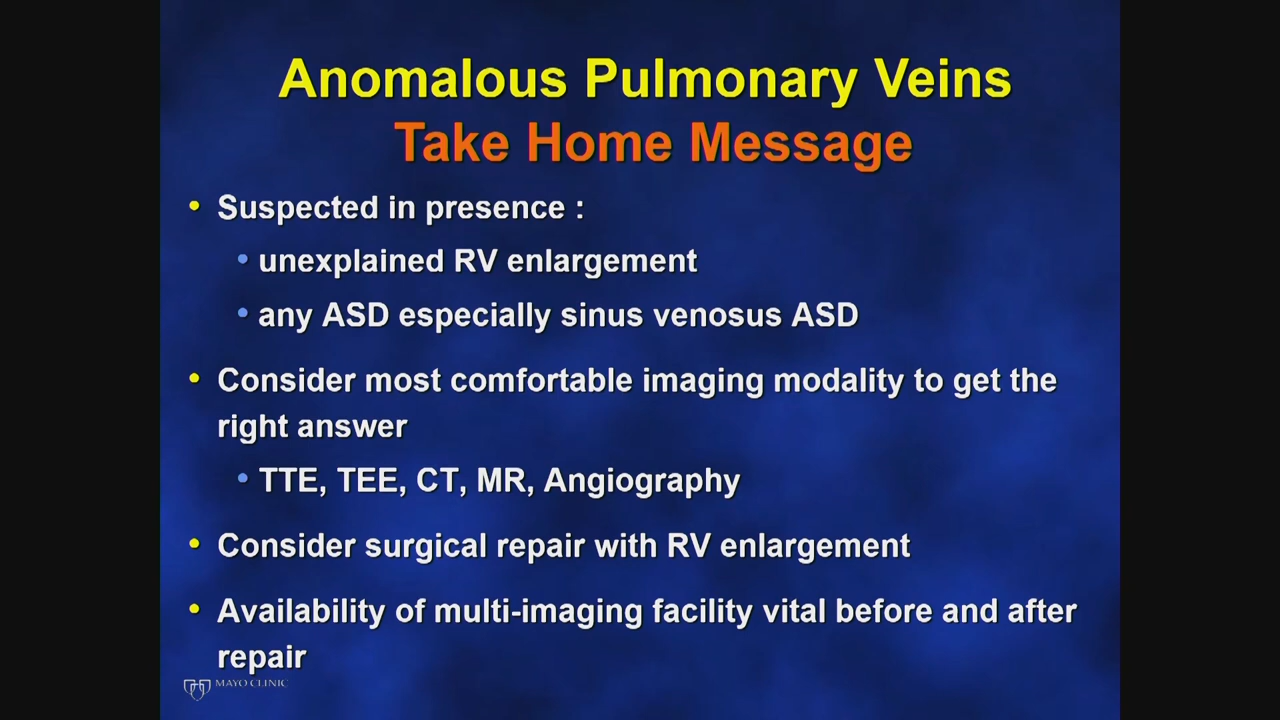 Anomalous Pulmonary Veins
Take Home Message
• Suspected in presence :
• unexplained RV enlargement
• any ASD especially sinus venosus ASD
• Consider most comfortable imaging modality to get the
right answer
• TTE, TEE, CT, MR, Angiography
• Consider surgical repair with RV enlargement
• Availability of multi-imaging facility vital before and after
repair
MAYO CLINIC